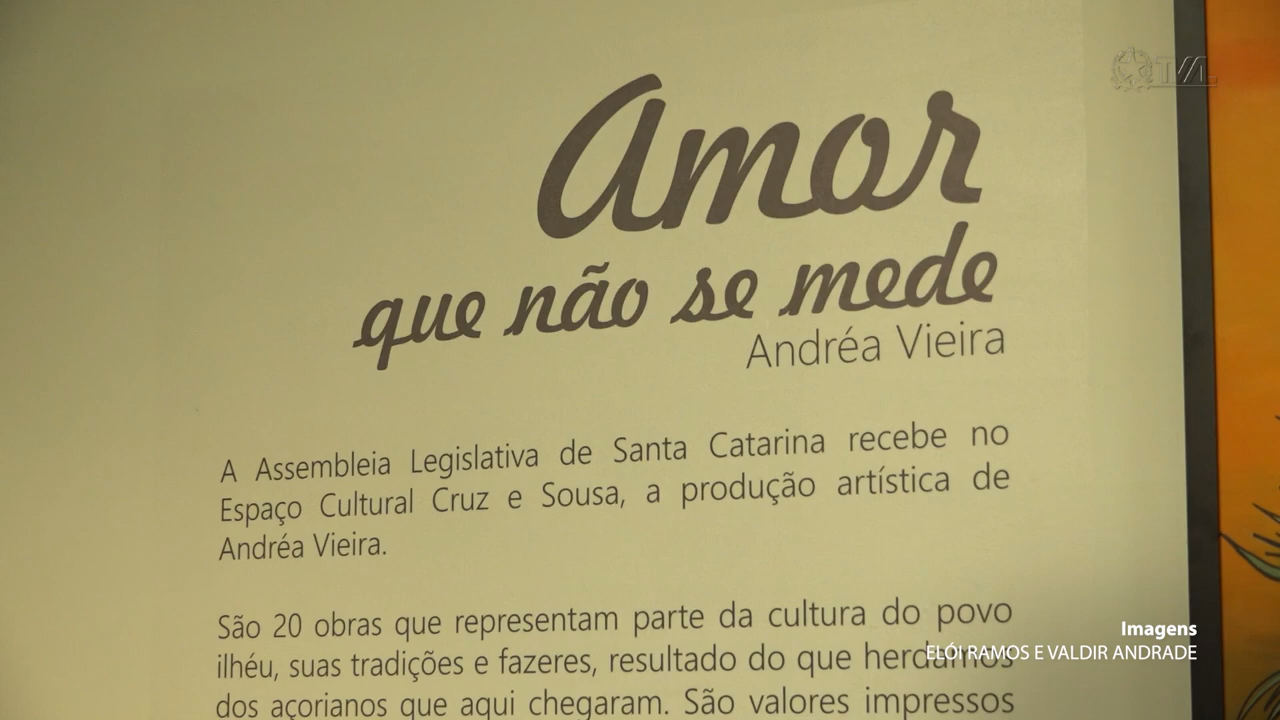 TVAL
Amor
que não se mede
Andréa Vieira
A Assembleia Legislativa de Santa Catarina recebe no
Espaço Cultural Cruz e Sousa, a produção artística de
Andréa Vieira.
São 20 obras que representam parte da cultura do povo
ilhéu, suas tradições e fazeres, resultado do que herdamos
dos açorianos que aqui chegaram. São valores impressos
Imagens
ELÓI RAMOS E VALDIR ANDRADE